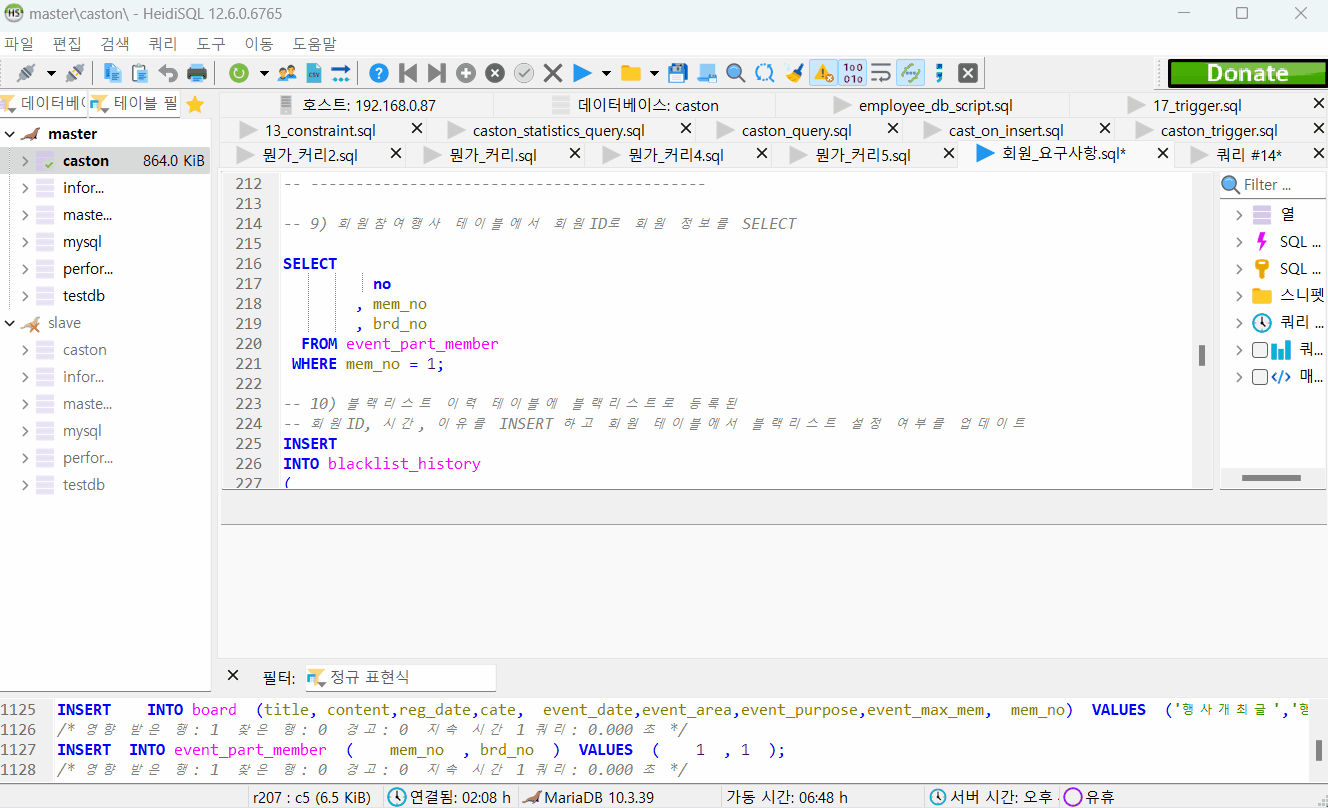 master\caston\ - HeidiSQL 12.6.0.6765
파일 편집 검색 쿼리 도구 이동 도움말
Donate
데이터베( 테이블 필
호스트: 192.168.0.87 데이터베이스: caston employee_db_script.sql 17_trigger.sql
13_constraint.sql caston_statistics_query.sql caston_query.sql cast_on_insert.sql caston_trigger.sql
뭔가_커리2.sql 뭔가_커리.sql 뭔가_커리4.sql 뭔가_커리5.sql 회원_요구사항.sql* 쿼리 #14*
master
caston 864.0 KiB
infor...
maste...
mysql
perfor...
testdb
slave
caston
infor...
maste...
mysql
perfor...
testdb
212 -- --------------------------------------------
213
214 -- 9) 회원참여행사 테이블에서 회원ID로 회원 정보를 SELECT
215
216 SELECT
217 no
218 , mem_no
219 , brd_no
220 FROM event_part_member
221 WHERE mem_no = 1;
222
223 -- 10) 블랙리스트 이력 테이블에 블랙리스트로 등록된
224 -- 회원ID, 시간, 이유를 INSERT 하고 회원 테이블에서 블랙리스트 설정 여부를 업데이트
225 INSERT
226 INTO blacklist_history
227 (
Filter ...
열
SQL ...
SQL ...
스니펫
쿼리 ...
쿼...
매...
필터: 정규 표현식
1125 INSERT INTO board (title, content,reg_date,cate, event_date,event_area,event_purpose,event_max_mem, mem_no) VALUES ('행사개최글','행
1126 /* 영향 받은 행: 1 찾은 행: 0 경고: 0 지속 시간 1 쿼리: 0.000 초 */
1127 INSERT INTO event_part_member ( mem_no , brd_no ) VALUES ( 1 , 1 );
1128 /* 영향 받은 행: 1 찾은 행: 0 경고: 0 지속 시간 1 쿼리: 0.000 초 */
r207 : c5 (6.5 KiB) 연결됨: 02:08 h MariaDB 10.3.39 가동 시간: 06:48 h 서버 시간: 오후 유휴